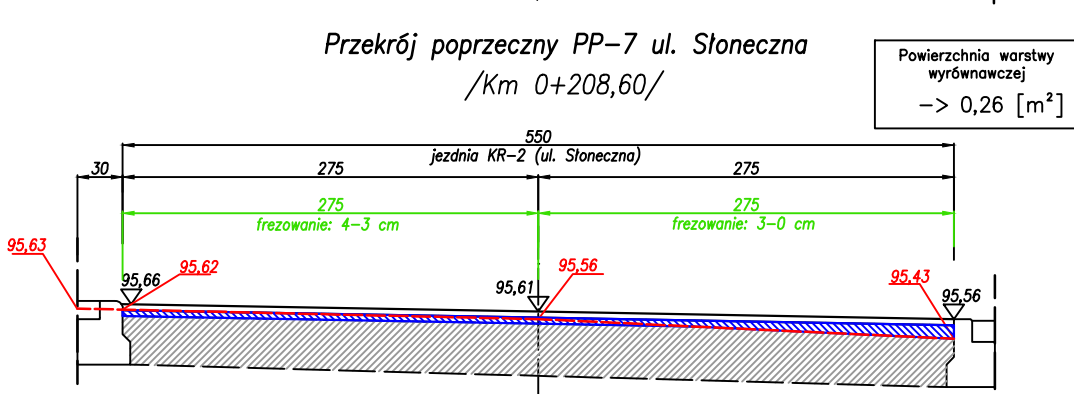 Przekrój poprzeczny PP-7 ul. Słoneczna
/Km 0+208,60/
Powierzchnia warstwy
wyrównawczej
-> 0,26 [m²]
550
jezdnia KR-2 (ul. Słoneczna)
30
275
275
275
frezowanie: 4-3 cm
275
frezowanie: 3-0 cm
95,63
95,66
95,62
95,61
95,56
95,43
95,56